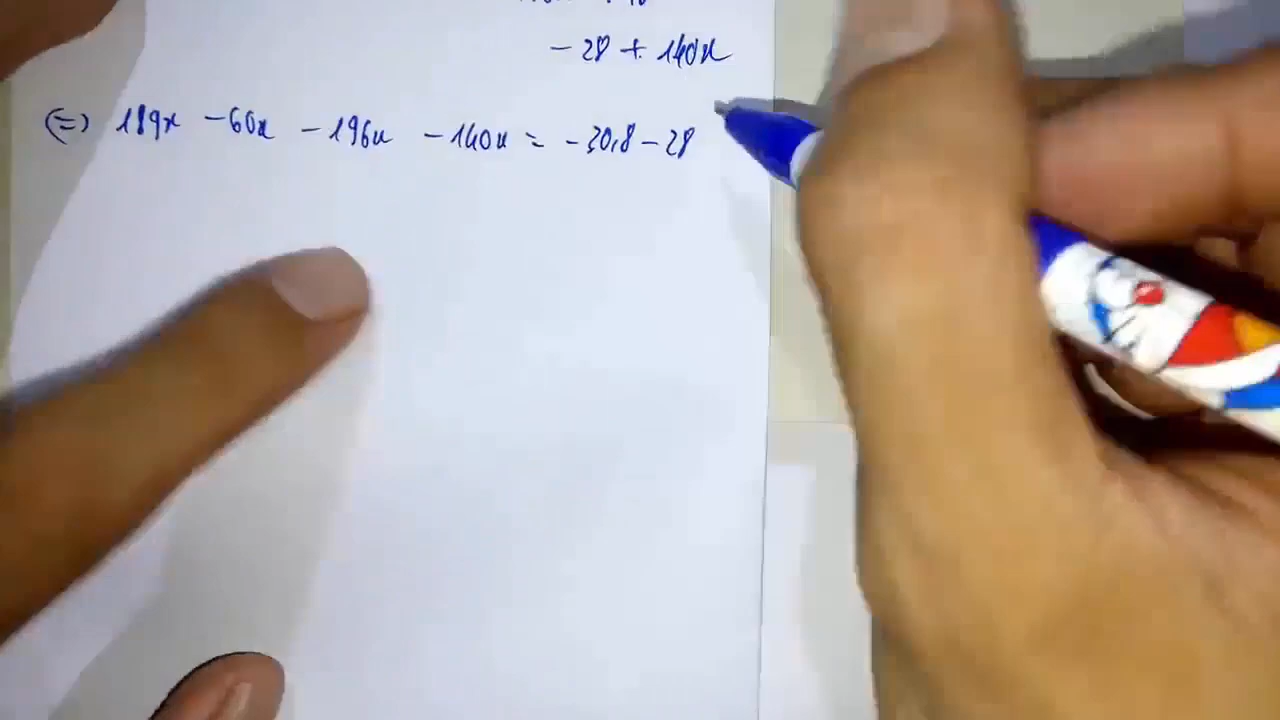 - 28 + 140x
(=) 189x - 60x - 196x - 140x = - 30,8 - 28